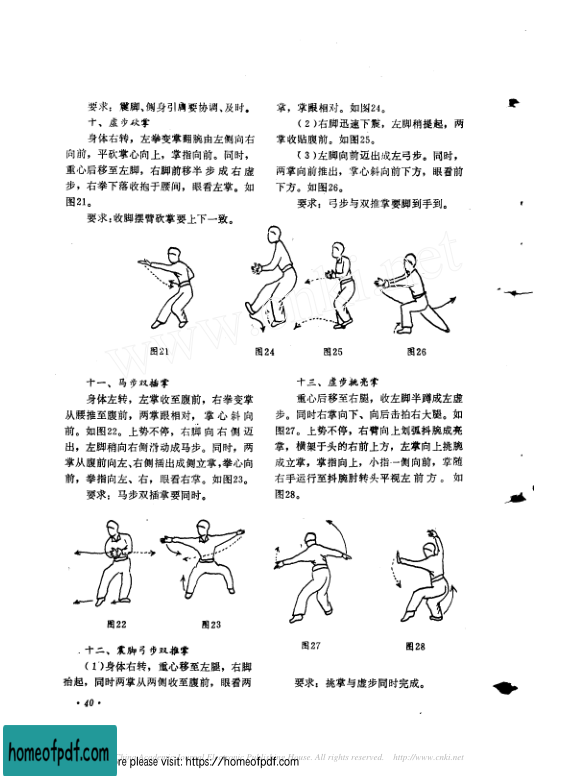 要求：震脚、侧身引肩要协调、及时。
十、虚步砍掌
身体右转，左拳变掌翻腕由左侧向右
向前，平砍掌心向上，掌指向前。同时，
重心后移至左脚，右脚前移半步成右虚
步，右拳下落收抱于腰间，眼看左掌。如
图21。
要求：收脚摆臂砍掌要上下一致。
掌，掌跟相对。如图24。
（2）右脚迅速下震，左脚稍提起，两
掌收贴腹前。如图25。
（3）左脚向前迈出成左弓步。同时，
两掌向前推出，掌心斜向前下方，眼看前
下方。如图26。
要求：弓步与双推掌要脚到手到。
图21
图24
图25
图26
十一、马步双插掌
身体左转，左掌收至腹前，右拳变掌
从腰推至腹前，两掌跟相对，掌心斜向
前。如图22。上势不停，右脚向右侧迈
出，左脚稍向右侧滑动成马步。同时，两
掌从腹前向左、右侧插出成侧立掌，拳心向
前，拳指向左、右，眼看右掌。如图23。
要求：马步双插掌要同时。
图22
图23
十二、震脚弓步双推掌
（1）身体右转，重心移至左腿，右脚
抬起，同时两掌从两侧收至腹前，眼看两
十三、虚步挑亮掌
重心后移至右腿，收左脚半蹲成左虚
步。同时右掌向下、向后击拍右大腿。如
图27。上势不停，右臂向上划弧抖腕成亮
掌，横架于头的右前上方，左掌向上挑腕
成立掌，掌指向上，小指一侧向前，掌随
右手运行至抖腕肘转头平视左前方。如
图28。
图27
图28
要求：挑掌与虚步同时完成。
· 40 ·
www.cnki.net
homeofpdf.com
re please visit: https://homeofpdf.com
House. All rights reserved. http://www.cnki.net